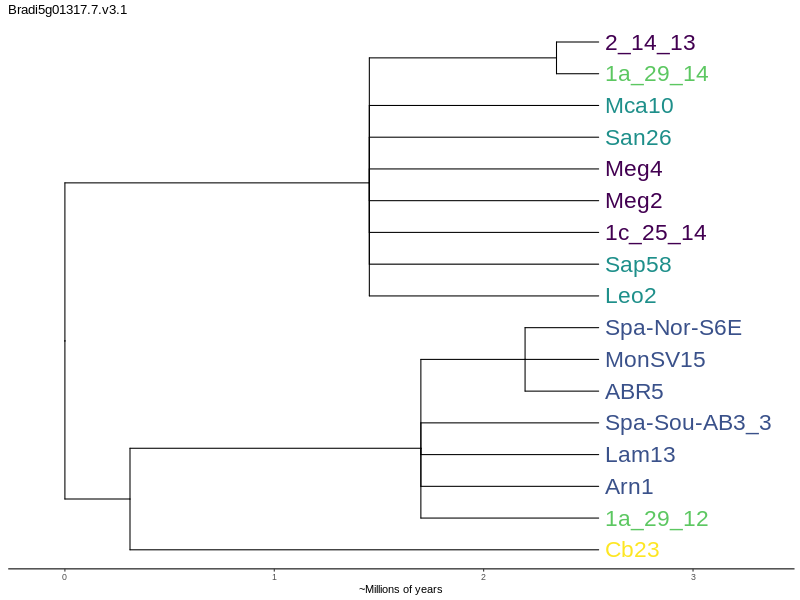 Bradi5g01317.7.v3.1
2_14_13
1a_29_14
Mca10
San26
Meg4
Meg2
1c_25_14
Sap58
Leo2
Spa-Nor-S6E
MonSV15
ABR5
Spa-Sou-AB3_3
Lam13
Arn1
1a_29_12
Cb23
0 1 2 3
~Millions of years